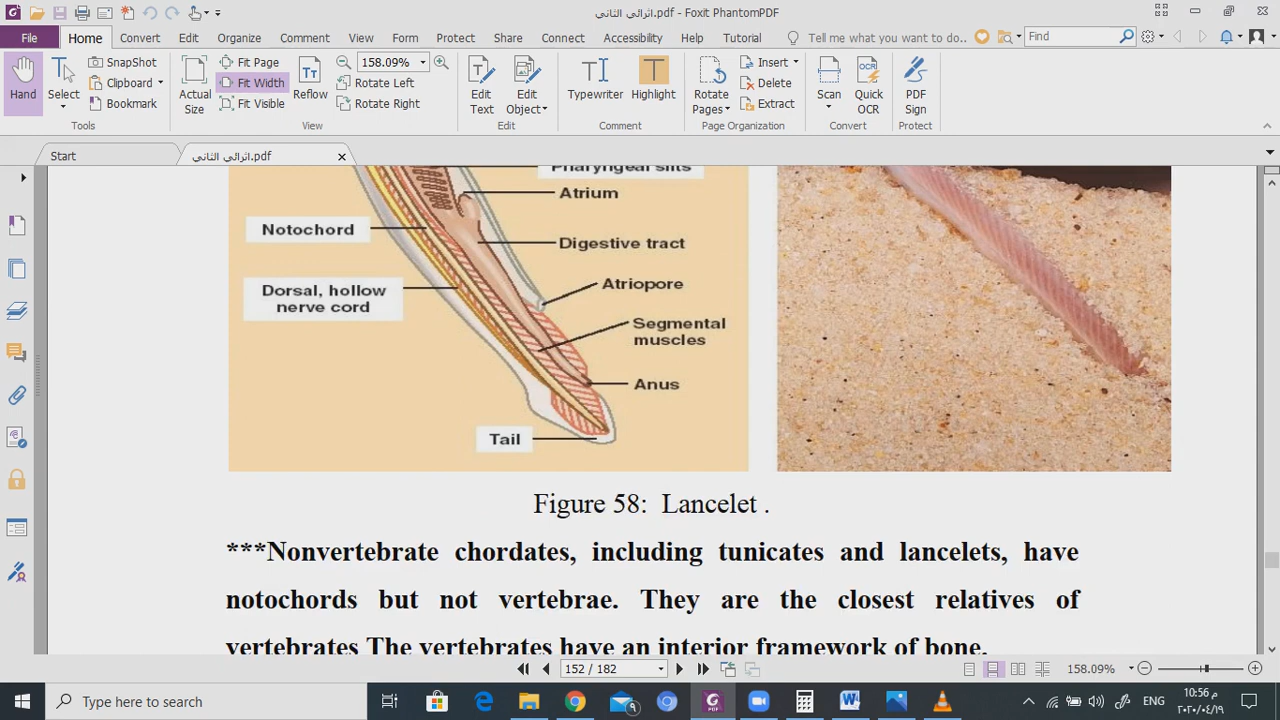 اثرائي الثاني.pdf - Foxit PhantomPDF
File Home Convert Edit Organize Comment View Form Protect Share Connect Accessibility Help Tutorial Tell me what you want to do.. Find
Hand
Select
SnapShot
Clipboard
Bookmark
Tools
Actual Size
Fit Page
Fit Width
Fit Visible
Reflow
158.09%
Rotate Left
Rotate Right
View
Edit Text
Edit Object
Edit
Typewriter
Highlight
Comment
Rotate Pages
Insert
Delete
Extract
Page Organization
Scan
Quick OCR
Convert
PDF Sign
Protect
Start
اثرائي الثاني.pdf
Pharyngeal slits
Atrium
Notochord
Digestive tract
Dorsal, hollow
nerve cord
Atriopore
Segmental
muscles
Anus
Tail
Figure 58: Lancelet .
***Nonvertebrate chordates, including tunicates and lancelets, have
notochords but not vertebrae. They are the closest relatives of
vertebrates The vertebrates have an interior framework of bone.
152 / 182
158.09%
Type here to search
ENG
10:56 م
٢٠٢٠/٠٤/١٩